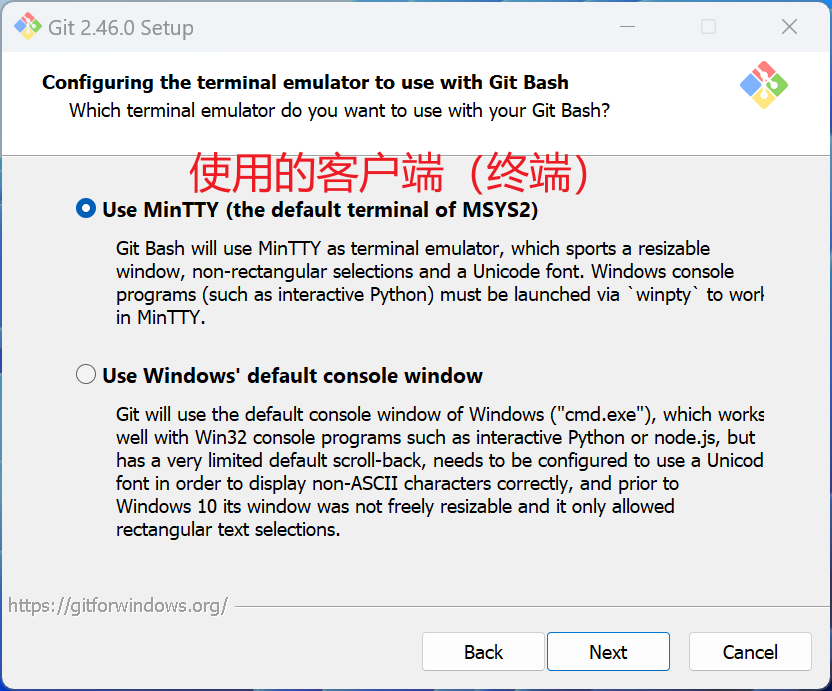 Git 2.46.0 Setup
Configuring the terminal emulator to use with Git Bash
Which terminal emulator do you want to use with your Git Bash?
使用的客户端（终端）
Use MinTTY (the default terminal of MSYS2)
Git Bash will use MinTTY as terminal emulator, which sports a resizable
window, non-rectangular selections and a Unicode font. Windows console
programs (such as interactive Python) must be launched via `winpty` to work
in MinTTY.
Use Windows' default console window
Git will use the default console window of Windows ("cmd.exe"), which works
well with Win32 console programs such as interactive Python or node.js, but
has a very limited default scroll-back, needs to be configured to use a Unicod
font in order to display non-ASCII characters correctly, and prior to
Windows 10 its window was not freely resizable and it only allowed
rectangular text selections.
https://gitforwindows.org/
Back
Next
Cancel